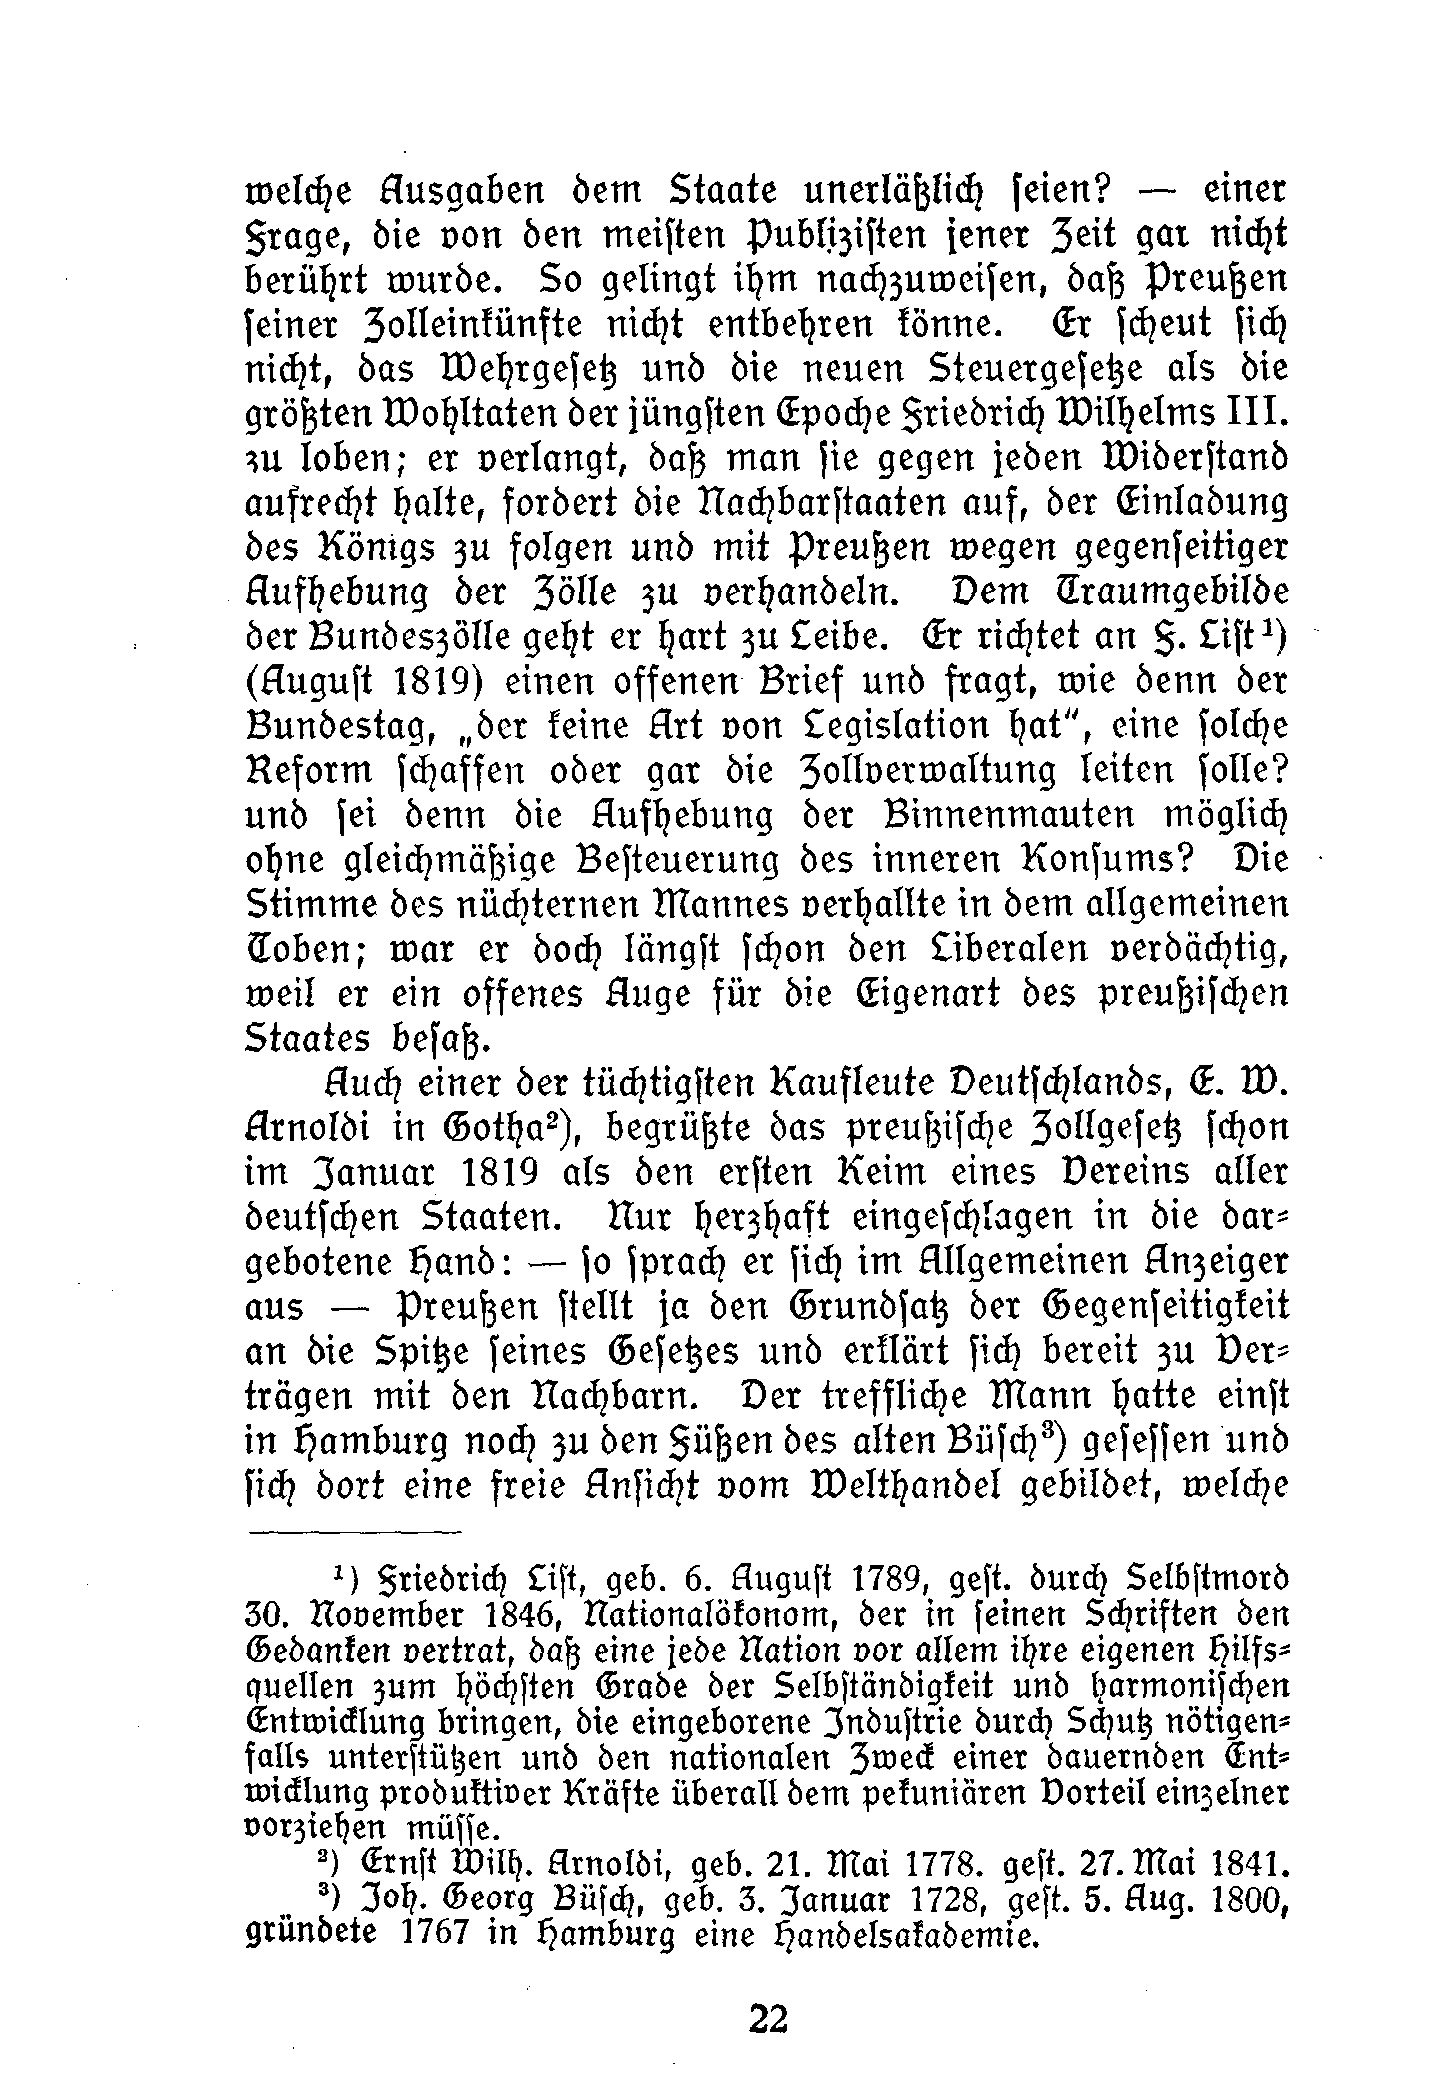 welche Ausgaben dem Staate unerläßlich ſeien? — einer
Frage, die von den meiſten Publiziſten jener Zeit gar nicht
berührt wurde. So gelingt ihm nachzuweiſen, daß Preußen
ſeiner Zolleinkünfte nicht entbehren könne. Er ſcheut ſich
nicht, das Wehrgeſetz und die neuen Steuergeſetze als die
größten Wohltaten der jüngſten Epoche Friedrich Wilhelms III.
zu loben; er verlangt, daß man ſie gegen jeden Widerſtand
aufrecht halte, fordert die Nachbarſtaaten auf, der Einladung
des Königs zu folgen und mit Preußen wegen gegenſeitiger
Aufhebung der Zölle zu verhandeln. Dem Traumgebilde
der Bundeszölle geht er hart zu Leibe. Er richtet an F. Liſt¹)
(Auguſt 1819) einen offenen Brief und fragt, wie denn der
Bundestag, „der keine Art von Legislation hat“, eine ſolche
Reform ſchaffen oder gar die Zollverwaltung leiten ſolle?
und ſei denn die Aufhebung der Binnenmauten möglich
ohne gleichmäßige Beſteuerung des inneren Konſums? Die
Stimme des nüchternen Mannes verhallte in dem allgemeinen
Toben; war er doch längſt ſchon den Liberalen verdächtig,
weil er ein offenes Auge für die Eigenart des preußiſchen
Staates beſaß.
Auch einer der tüchtigſten Kaufleute Deutſchlands, E. W.
Arnoldi in Gotha²), begrüßte das preußiſche Zollgeſetz ſchon
im Januar 1819 als den erſten Keim eines Vereins aller
deutſchen Staaten. Nur herzhaft eingeſchlagen in die dar-
gebotene Hand: — ſo ſprach er ſich im Allgemeinen Anzeiger
aus — Preußen ſtellt ja den Grundſatz der Gegenſeitigkeit
an die Spitze ſeines Geſetzes und erklärt ſich bereit zu Ver-
trägen mit den Nachbarn. Der treffliche Mann hatte einſt
in Hamburg noch zu den Füßen des alten Büſch³) geſeſſen und
ſich dort eine freie Anſicht vom Welthandel gebildet, welche
¹) Friedrich Liſt, geb. 6. Auguſt 1789, geſt. durch Selbſtmord
30. November 1846, Nationalökonom, der in ſeinen Schriften den
Gedanken vertrat, daß eine jede Nation vor allem ihre eigenen Hilfs-
quellen zum höchſten Grade der Selbſtändigkeit und harmoniſchen
Entwicklung bringen, die eingeborene Induſtrie durch Schutz nötigen-
falls unterſtützen und den nationalen Zweck einer dauernden Ent-
wicklung produktiver Kräfte überall dem pekuniären Vorteil einzelner
vorziehen müſſe.
²) Ernſt Wilh. Arnoldi, geb. 21. Mai 1778. geſt. 27. Mai 1841.
³) Joh. Georg Büſch, geb. 3. Januar 1728, geſt. 5. Aug. 1800,
gründete 1767 in Hamburg eine Handelsakademie.
22